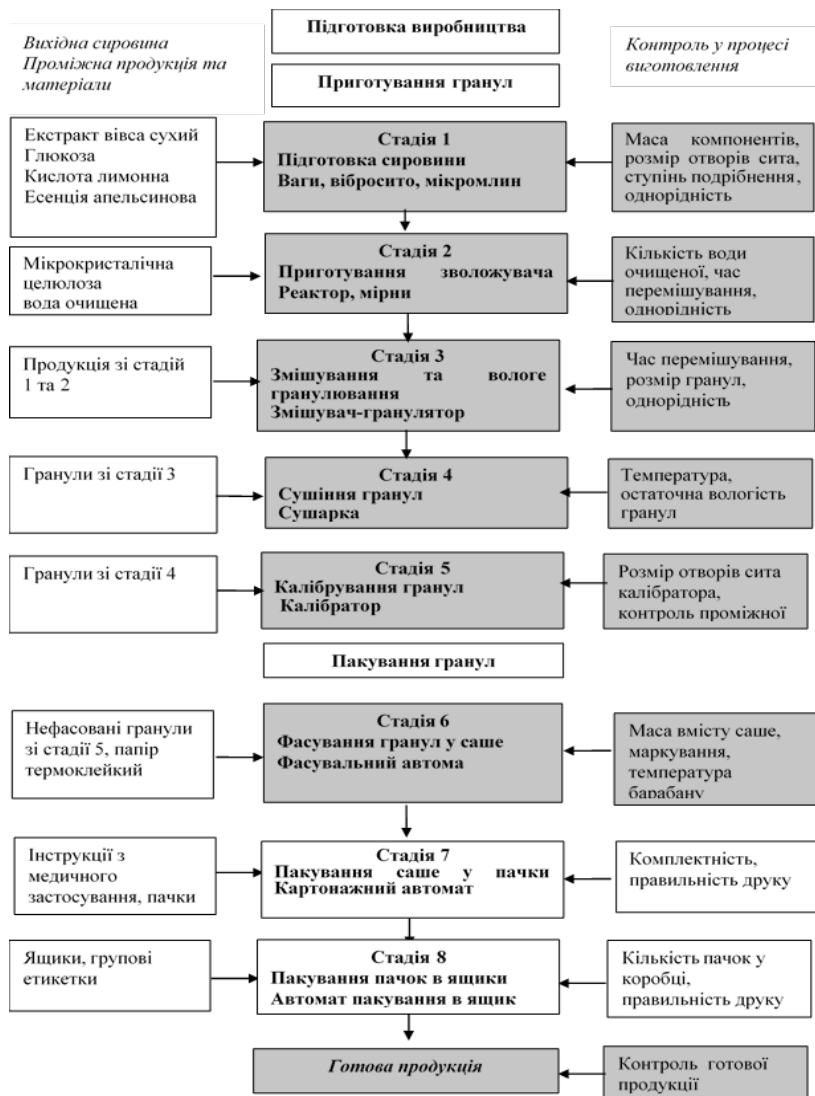 Підготовка виробництва
Вихідна сировина
Проміжна продукція та
матеріали
Контроль у процесі
виготовлення
Приготування гранул
Екстракт вівса сухий
Глюкоза
Кислота лимонна
Есенція апельсинова
Стадія 1
Підготовка сировини
Ваги, вібросито, мікромлин
Маса компонентів,
розмір отворів сита,
ступінь подрібнення,
однорідність
Мікрокристалічна
целюлоза
вода очищена
Стадія 2
Приготування зволожувача
Реактор, мірни
Кількість води
очищеної, час
перемішування,
однорідність
Продукція зі стадій
1 та 2
Стадія 3
Змішування та вологе
гранулювання
Змішувач-гранулятор
Час перемішування,
розмір гранул,
однорідність
Гранули зі стадії 3
Стадія 4
Сушіння гранул
Сушарка
Температура,
остаточна вологість
гранул
Гранули зі стадії 4
Стадія 5
Калібрування гранул
Калібратор
Розмір отворів сита
калібратора,
контроль проміжної
Пакування гранул
Нефасовані гранули
зі стадії 5, папір
термоклейкий
Стадія 6
Фасування гранул у саше
Фасувальний автома
Маса вмісту саше,
маркування,
температура
барабану
Інструкції з
медичного
застосування, пачки
Стадія 7
Пакування саше у пачки
Картонажний автомат
Комплектність,
правильність друку
Ящики, групові
етикетки
Стадія 8
Пакування пачок в ящики
Автомат пакування в ящик
Кількість пачок у
коробці,
правильність друку
Готова продукція
Контроль готової
продукції